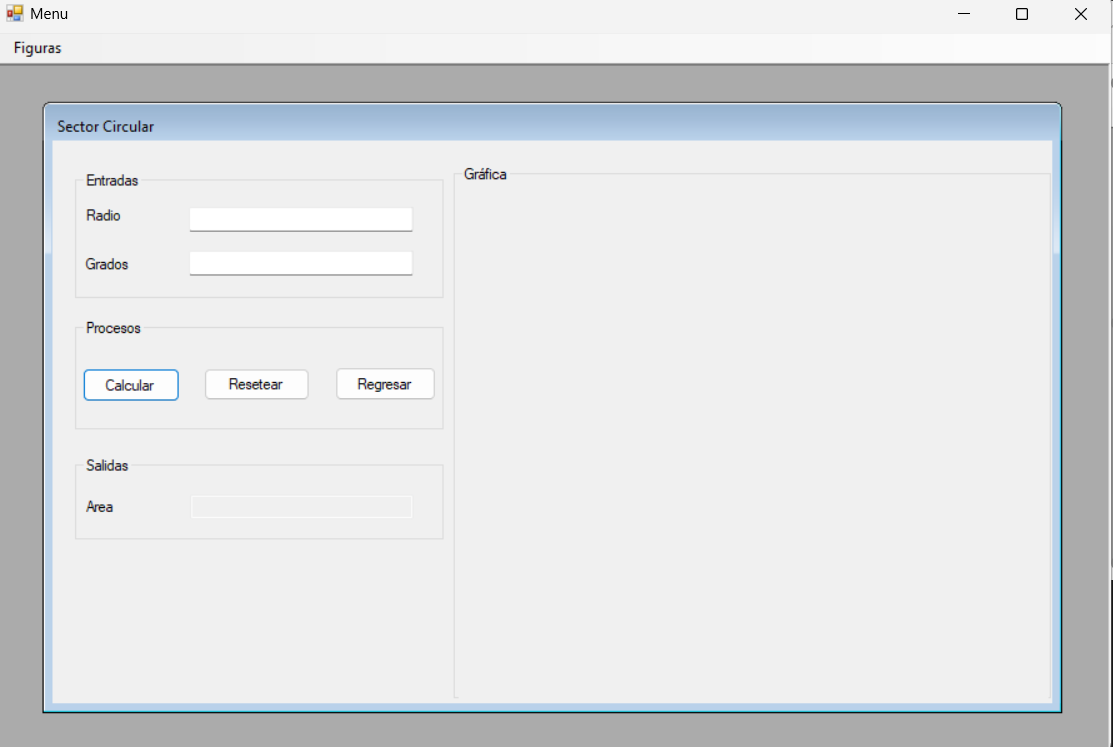 Menu
Figuras
Sector Circular
Entradas
Radio
Grados
Procesos
Calcular Resetear Regresar
Salidas
Area
Gráfica